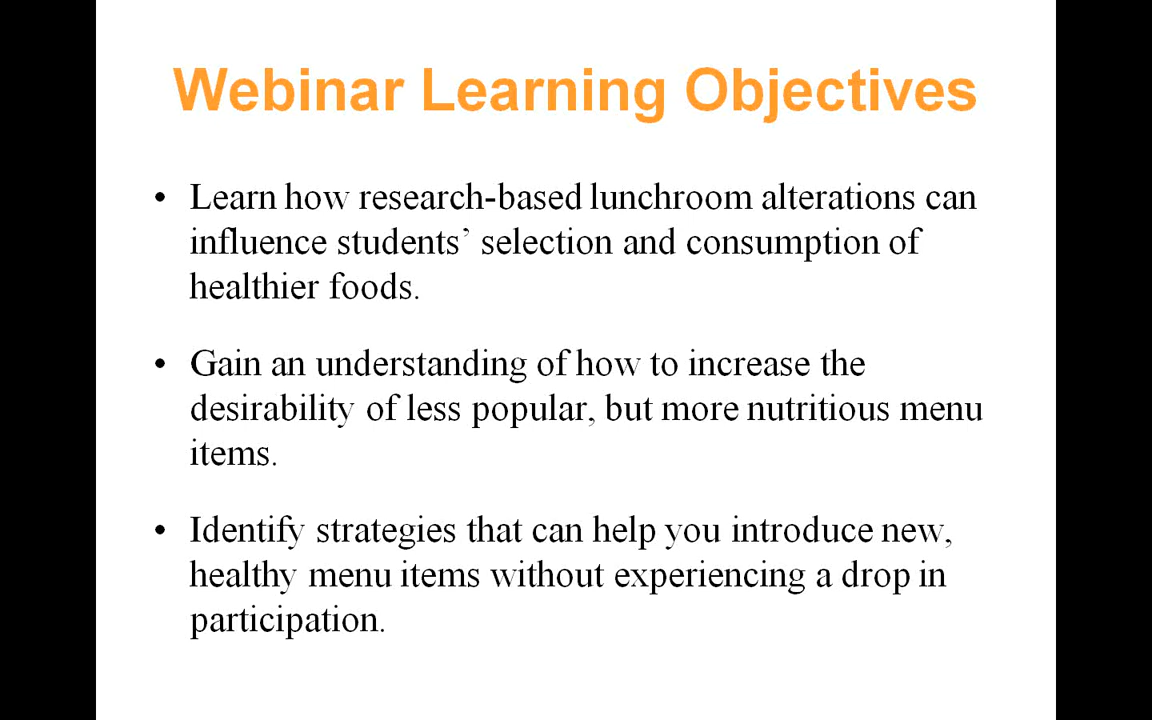 Webinar Learning Objectives
• Learn how research-based lunchroom alterations can
influence students’ selection and consumption of
healthier foods.
• Gain an understanding of how to increase the
desirability of less popular, but more nutritious menu
items.
• Identify strategies that can help you introduce new,
healthy menu items without experiencing a drop in
participation.